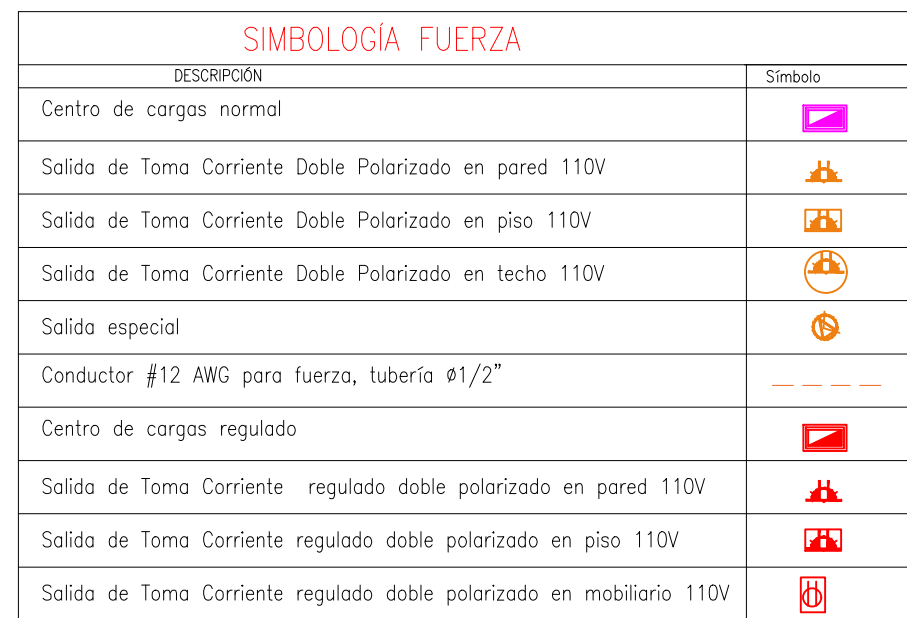 SIMBOLOGÍA FUERZA
DESCRIPCIÓN Símbolo
Centro de cargas normal
Salida de Toma Corriente Doble Polarizado en pared 110V
Salida de Toma Corriente Doble Polarizado en piso 110V
Salida de Toma Corriente Doble Polarizado en techo 110V
Salida especial
Conductor #12 AWG para fuerza, tubería ø1/2"
Centro de cargas regulado
Salida de Toma Corriente regulado doble polarizado en pared 110V
Salida de Toma Corriente regulado doble polarizado en piso 110V
Salida de Toma Corriente regulado doble polarizado en mobiliario 110V